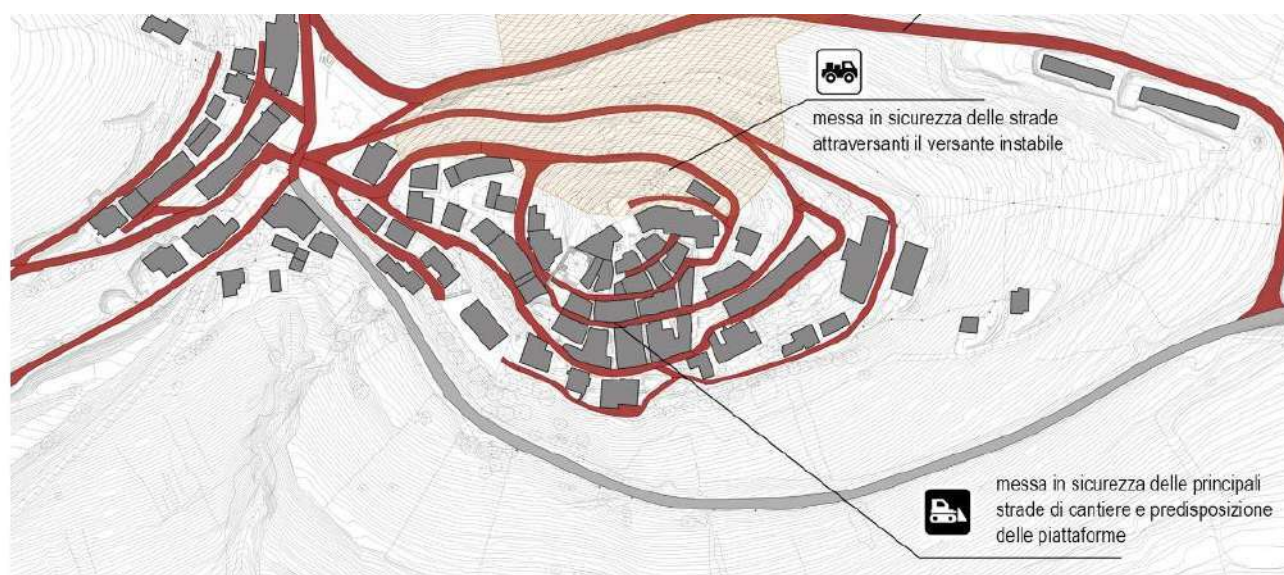 messa in sicurezza delle strade
attraversanti il versante instabile
messa in sicurezza delle principali
strade di cantiere e predisposizione
delle piattaforme